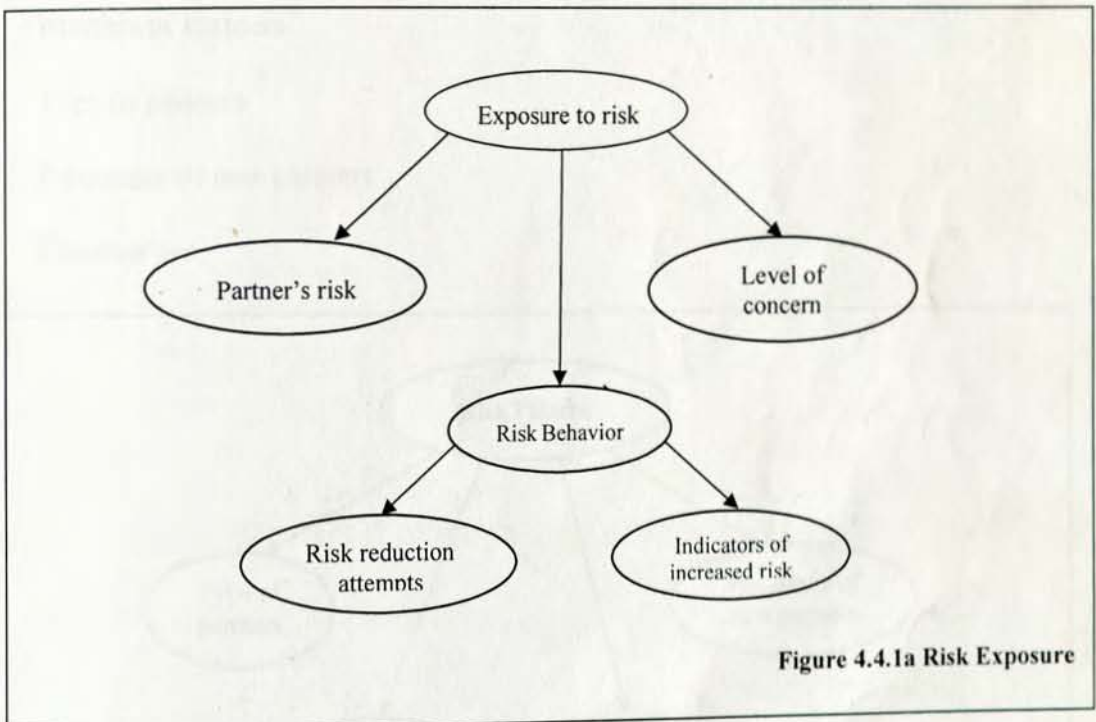 Exposure to risk
Partner's risk
Level of
concern
Risk Behavior
Risk reduction
attempts
Indicators of
increased risk
Figure 4.4.1a Risk Exposure